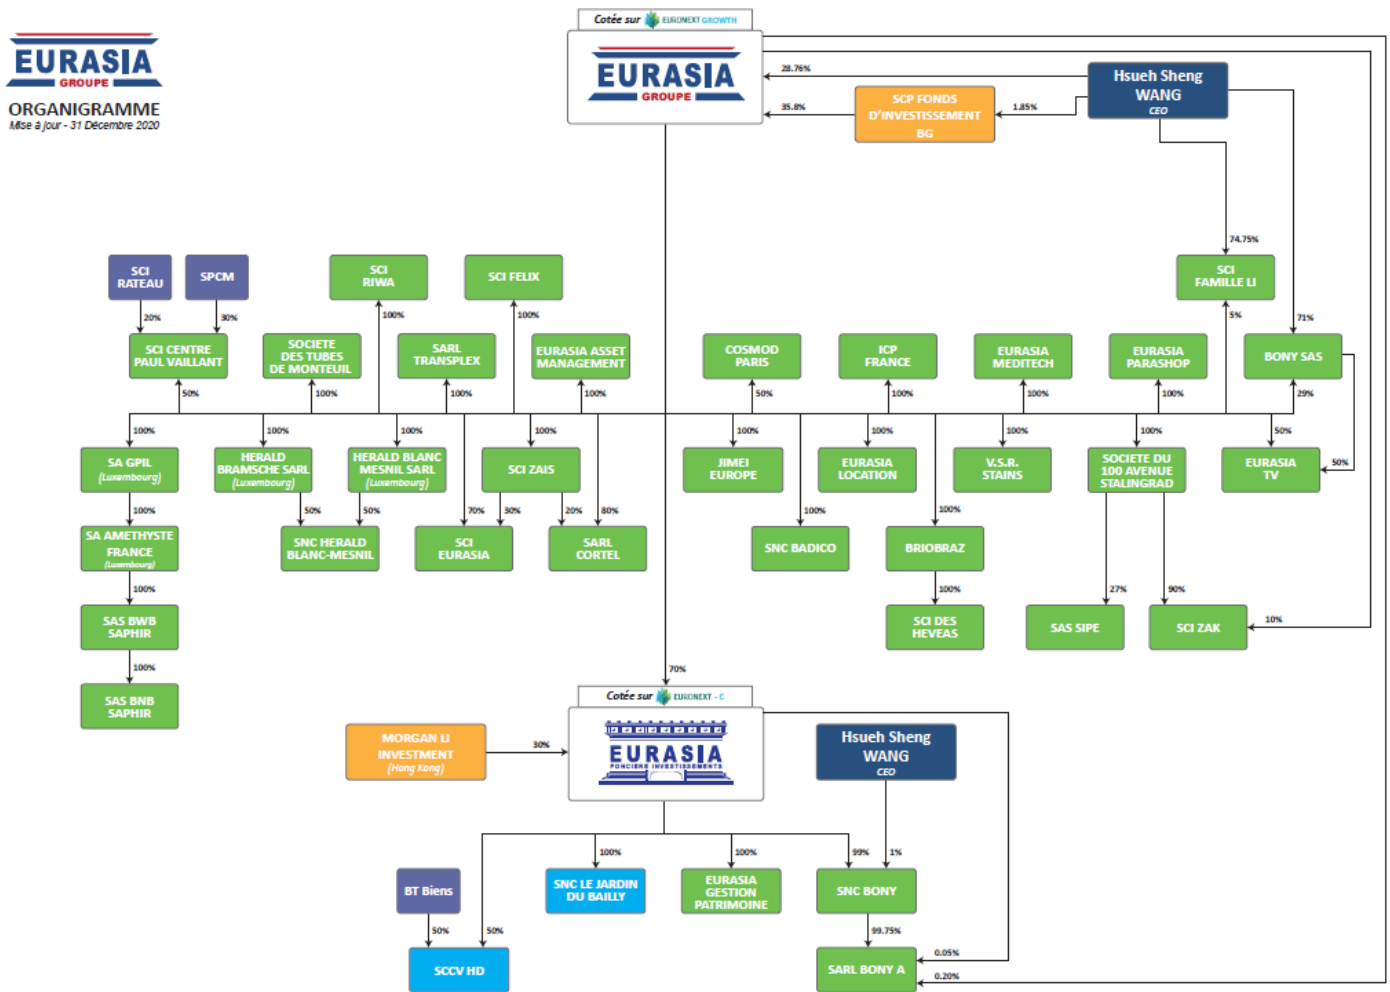 Cotée sur EURONEXT GROWTH
EURASIA
GROUPE
ORGANIGRAMME
Mise à jour - 31 Décembre 2020
EURASIA
GROUPE
28.76%
35.8%
SCP FONDS
D'INVESTISSEMENT
BG
1.85%
Hsueh Sheng
WANG
CEO
74.75%
SCI
RATEAU
SPCM
SCI
RIWA
SCI FELIX
SCI
FAMILLE LI
20%
30%
100%
100%
5%
71%
SCI CENTRE
PAUL VAILLANT
SOCIETE
DES TUBES
DE MONTEUIL
SARL
TRANSPLEX
EURASIA ASSET
MANAGEMENT
COSMOD
PARIS
ICP
FRANCE
EURASIA
MEDITECH
EURASIA
PARASHOP
BONY SAS
50%
100%
100%
100%
50%
100%
100%
100%
29%
100%
100%
100%
100%
100%
100%
100%
100%
50%
SA GPIL
(Luxembourg)
HERALD
BRAMSCHE SARL
(Luxembourg)
HERALD BLANC
MESNIL SARL
(Luxembourg)
SCI ZAIS
JIMEI
EUROPE
EURASIA
LOCATION
V.S.R.
STAINS
SOCIETE DU
100 AVENUE
STALINGRAD
EURASIA
TV
50%
100%
50%
50%
70%
30%
20%
80%
100%
100%
SA AMETHYSTE
FRANCE
(Luxembourg)
SNC HERALD
BLANC-MESNIL
SCI
EURASIA
SARL
CORTEL
SNC BADICO
BRIOBRAZ
100%
100%
27%
90%
SAS BWB
SAPHIR
SCI DES
HEVEAS
SAS SIPE
SCI ZAK
10%
100%
70%
SAS BNB
SAPHIR
Cotée sur EURONEXT - C
MORGAN LI
INVESTMENT
(Hong Kong)
30%
EURASIA
FONCIERE INVESTISSEMENTS
Hsueh Sheng
WANG
CEO
100%
100%
99%
1%
BT Biens
SNC LE JARDIN
DU BAILLY
EURASIA
GESTION
PATRIMOINE
SNC BONY
50%
50%
99.75%
SCCV HD
SARL BONY A
0.05%
0.20%